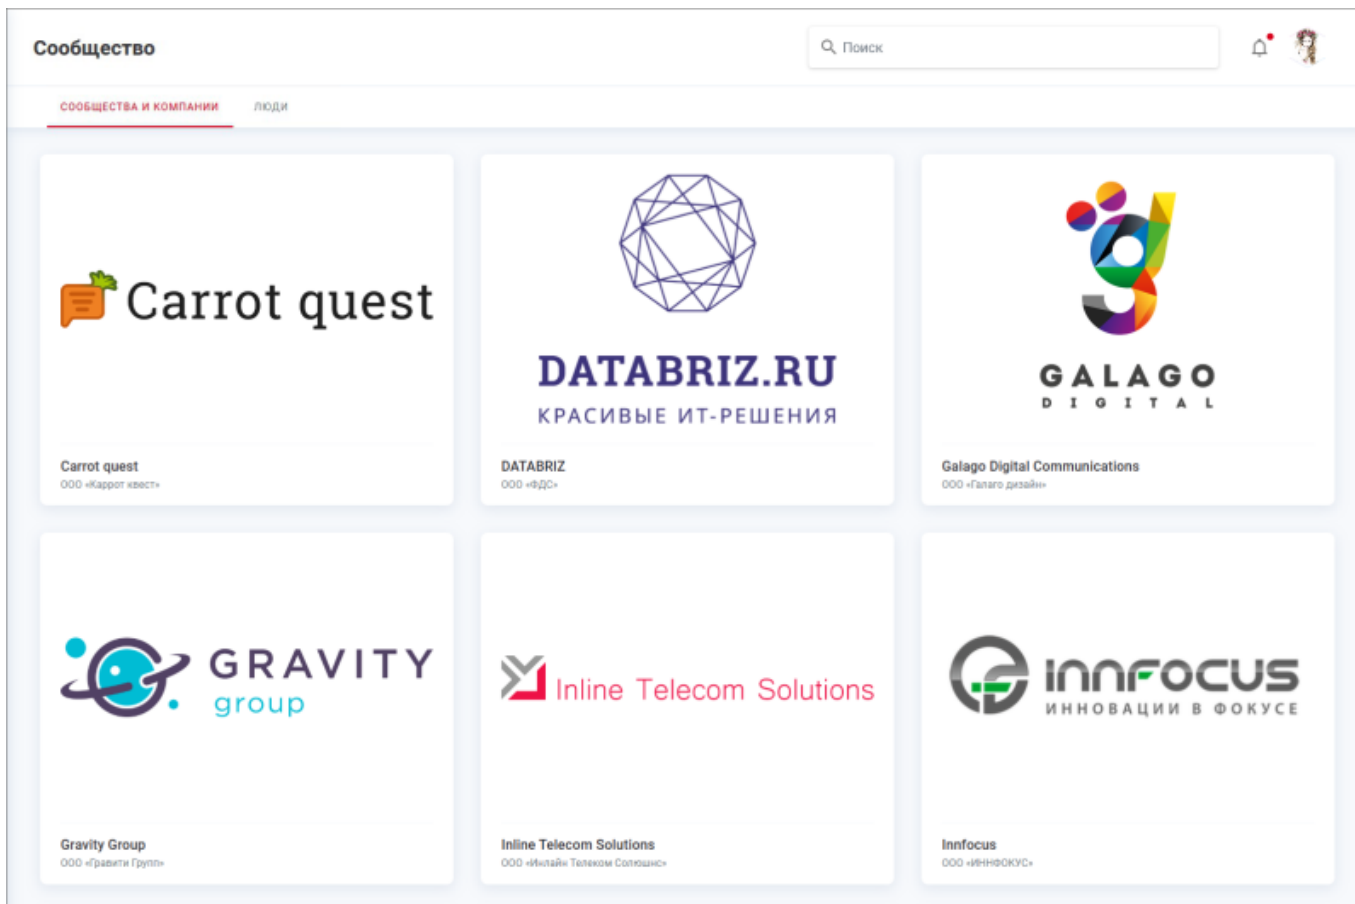 Сообщество
Поиск
СООБЩЕСТВА И КОМПАНИИ
ЛЮДИ
Carrot quest
DATABRIZ.RU
КРАСИВЫЕ ИТ-РЕШЕНИЯ
GALAGO
DIGITAL
Carrot quest
ООО «Каррот квест»
DATABRIZ
ООО «ФДС»
Galago Digital Communications
ООО «Галаго дизайн»
GRAVITY
group
Inline Telecom Solutions
INNFOCUS
ИННОВАЦИИ В ФОКУСЕ
Gravity Group
ООО «Гравити Групп»
Inline Telecom Solutions
ООО «Инлайн Телеком Солюшнс»
Innfocus
ООО «ИННФОКУС»